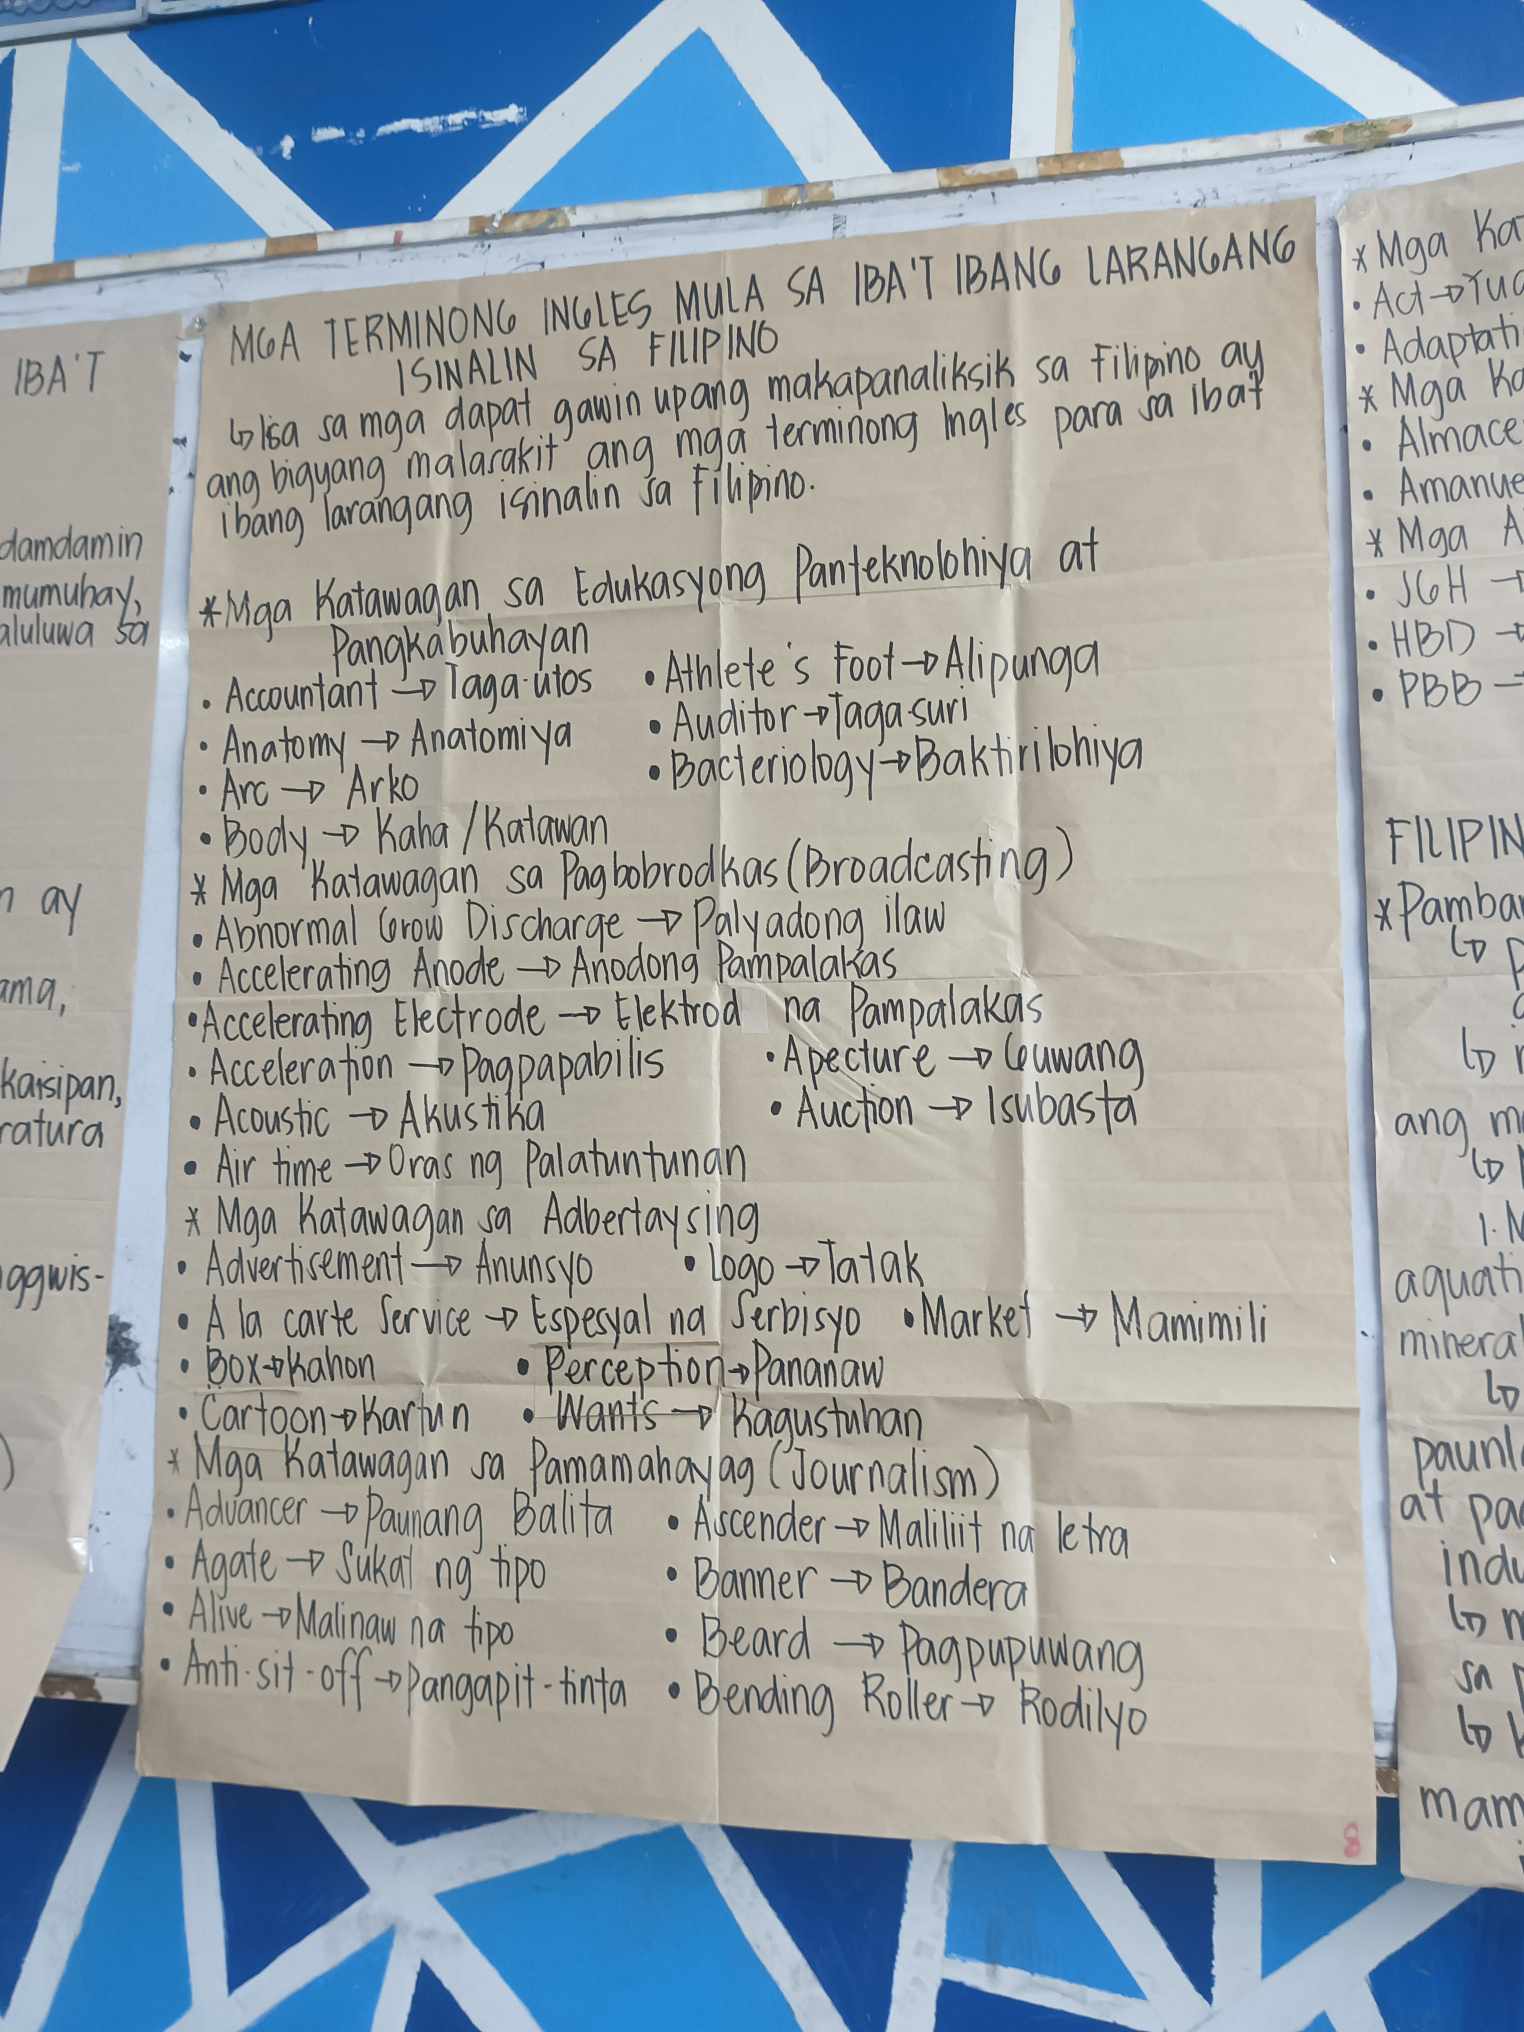 IBA'T
damdamin
mumuhay,
aluluwa sa
ay
ama,
kaisipan,
ratura
ggwis-
MGA TERMINONG INGLES MULA SA IBA'T IBANG LARANGANG
ISINALIN SA FILIPINO
↳ Isa sa mga dapat gawin upang makapanaliksik sa Filipino ay
ang bigyang malasakit ang mga terminong Ingles para sa ibat
ibang larangang isinalin sa Filipino.
* Mga Katawagan sa Edukasyong Panteknolohiya at
Pangkabuhayan
• Accountant → Taga-utos • Athlete's Foot → Alipunga
• Anatomy → Anatomiya • Auditor → Taga-suri
• Arc → Arko • Bacteriology → Baktirilohiya
• Body → Kaha / Katawan
* Mga Katawagan sa Pagbobrodkas (Broadcasting)
• Abnormal Grow Discharge → Palyadong ilaw
• Accelerating Anode → Anodong Pampalakas
• Accelerating Electrode → Elektrod na Pampalakas
• Acceleration → Pagpapabilis • Apecture → Guwang
• Acoustic → Akustika • Auction → Isubasta
• Air time → Oras ng Palatuntunan
* Mga Katawagan sa Adbertaysing
• Advertisement → Anunsyo • Logo → Tatak
• A la carte Service → Espesyal na Serbisyo • Market → Mamimili
• Box → Kahon • Perception → Pananaw
• Cartoon → Kartun • Wants → Kagustuhan
* Mga Katawagan sa Pamamahayag (Journalism)
• Advancer → Paunang Balita • Ascender → Maliliit na letra
• Agate → Sukat ng tipo • Banner → Bandera
• Alive → Malinaw na tipo • Beard → Pagpupuwang
• Anti-sit-off → Pangapit-tinta • Bending Roller → Rodilyo
8
* Mga Ka
• Act → Tua
• Adaptati
* Mga Ka
• Almace
• Amanue
* Mga A
• JGH →
• HBD →
• PBB →
FILIPIN
* Pamba
↳ P
↳
ang m
↳
1. N
aquati
minera
↳
paunl
at pa
indu
↳ m
sa p
↳ k
mam